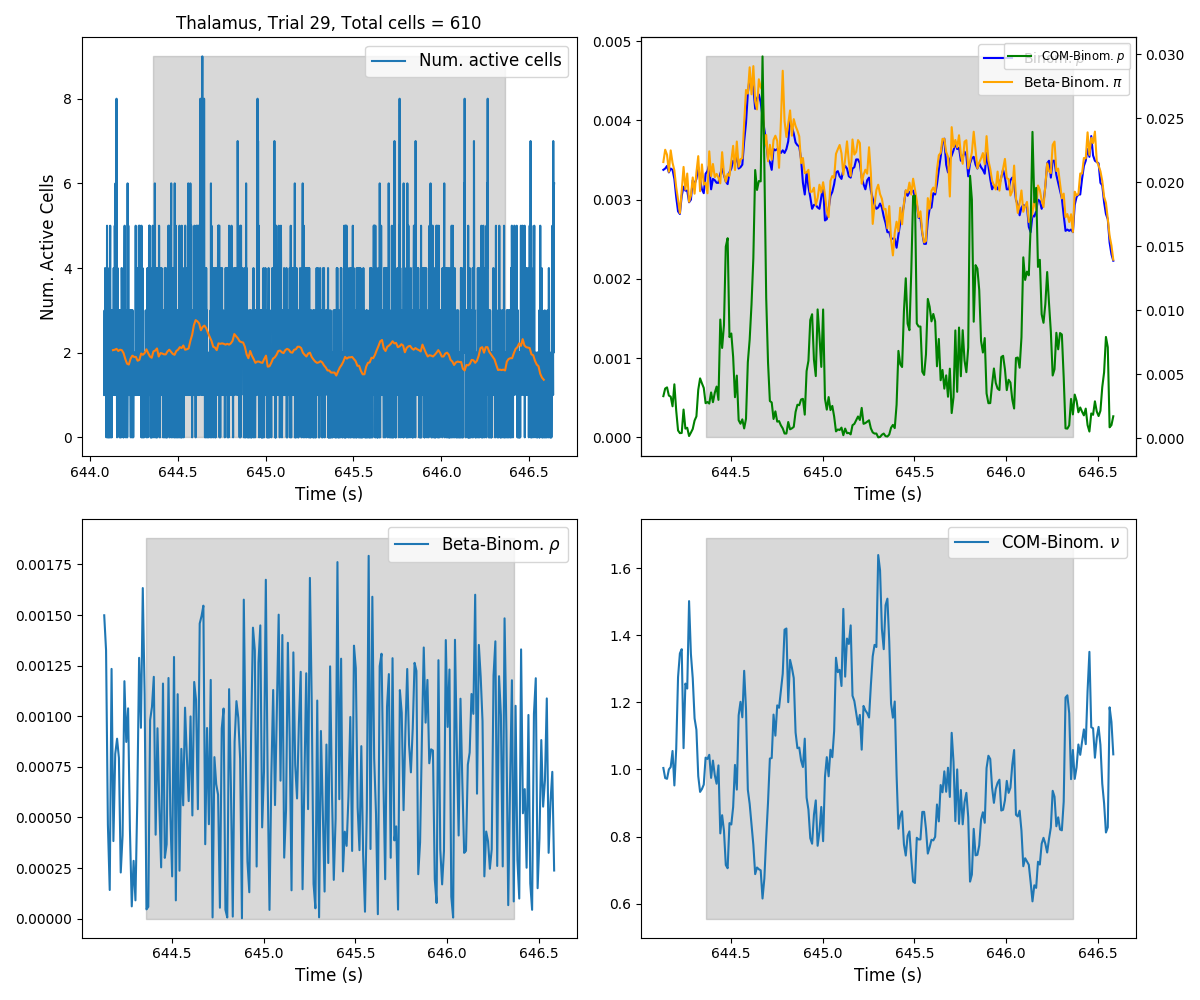 Thalamus, Trial 29, Total cells = 610
Num. active cells
Num. Active Cells
8
6
4
2
0
644.0 644.5 645.0 645.5 646.0 646.5
Time (s)
COM-Binom. p
Beta-Binom. π
0.005
0.004
0.003
0.002
0.001
0.000
0.030
0.025
0.020
0.015
0.010
0.005
0.000
644.5 645.0 645.5 646.0 646.5
Time (s)
Beta-Binom. ρ
0.00175
0.00150
0.00125
0.00100
0.00075
0.00050
0.00025
0.00000
644.5 645.0 645.5 646.0 646.5
Time (s)
COM-Binom. ν
1.6
1.4
1.2
1.0
0.8
0.6
644.5 645.0 645.5 646.0 646.5
Time (s)